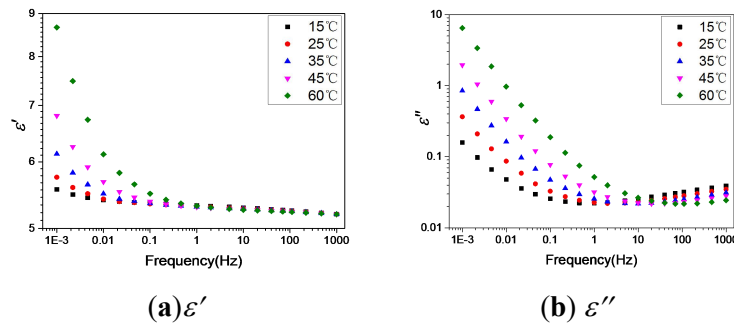 9
8
7
6
5
ε′
1E-3 0.01 0.1 1 10 100 1000
Frequency(Hz)
15℃
25℃
35℃
45℃
60℃
(a)ε′
10
1
0.1
0.01
ε″
1E-3 0.01 0.1 1 10 100 1000
Frequency(Hz)
15℃
25℃
35℃
45℃
60℃
(b) ε″